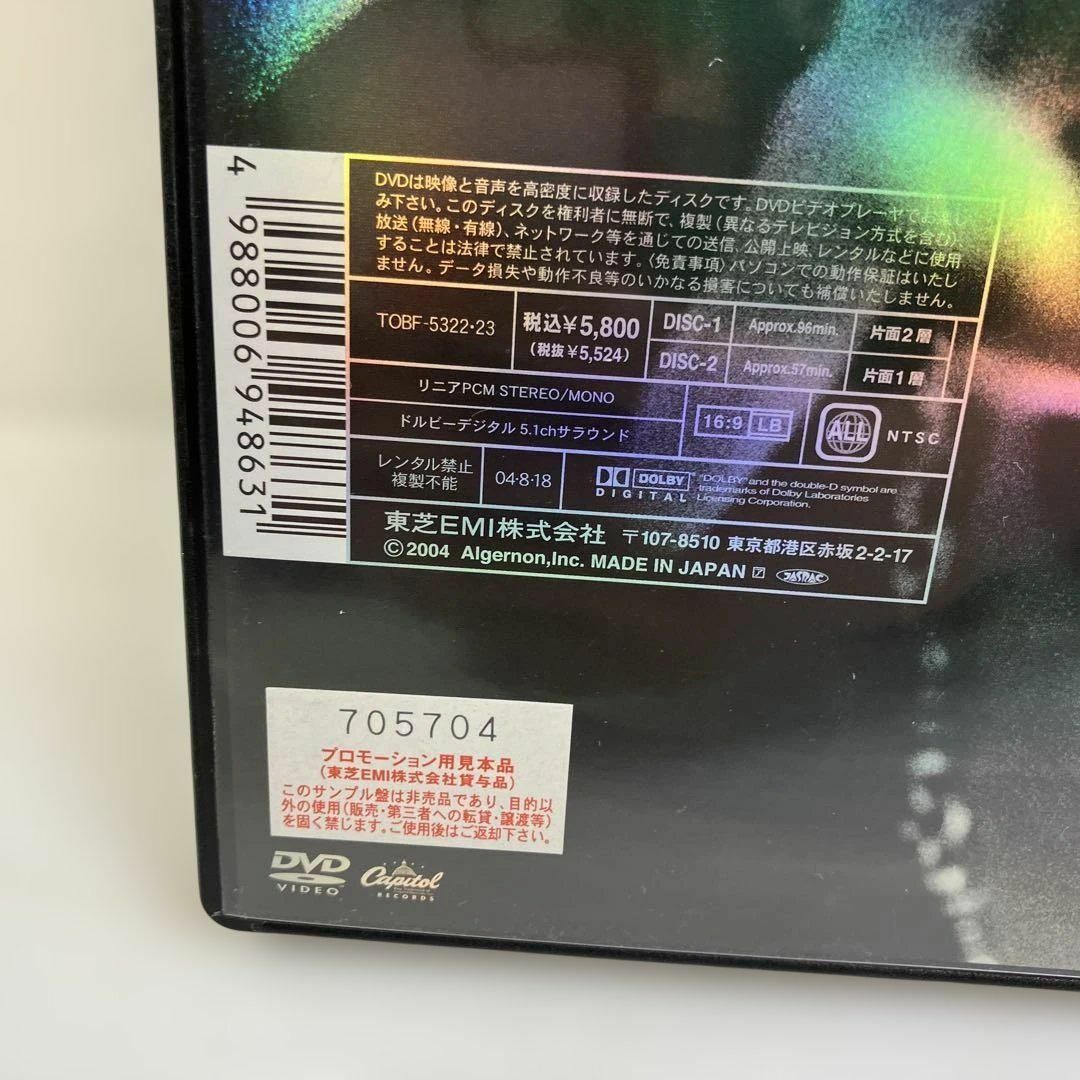 4 988006 948631
DVDは映像と音声を高密度に収録したディスクです。DVDビデオプレーヤでお楽し
み下さい。このディスクを権利者に無断で、複製(異なるテレビジョン方式を含む)、
放送(無線・有線)、ネットワーク等を通じての送信、公開上映、レンタルなどに使用
することは法律で禁止されています。〈免責事項〉パソコンでの動作保証はいたし
ません。データ損失や動作不良等のいかなる損害についても補償いたしません。
TOBF-5322・23
税込¥5,800
(税抜¥5,524)
DISC-1 Approx.96min. 片面2層
DISC-2 Approx.57min. 片面1層
リニアPCM STEREO/MONO
ドルビーデジタル 5.1chサラウンド
16:9 LB
ALL NTSC
レンタル禁止
複製不能
04・8・18
DOLBY
DIGITAL
"DOLBY" and the double-D symbol are
trademarks of Dolby Laboratories
Licensing Corporation.
東芝EMI株式会社 〒107-8510 東京都港区赤坂2-2-17
©2004 Algernon,Inc. MADE IN JAPAN ア JASRAC
705704
プロモーション用見本品
(東芝EMI株式会社貸与品)
このサンプル盤は非売品であり、目的以
外の使用(販売・第三者への転貸・譲渡等)
を固く禁じます。ご使用後はご返却下さい。
DVD
VIDEO
Capitol
RECORDS